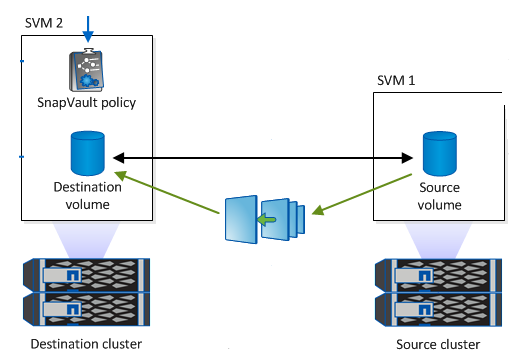 SVM 2
SnapVault policy
Destination
volume
SVM 1
Source
volume
Destination cluster
Source cluster